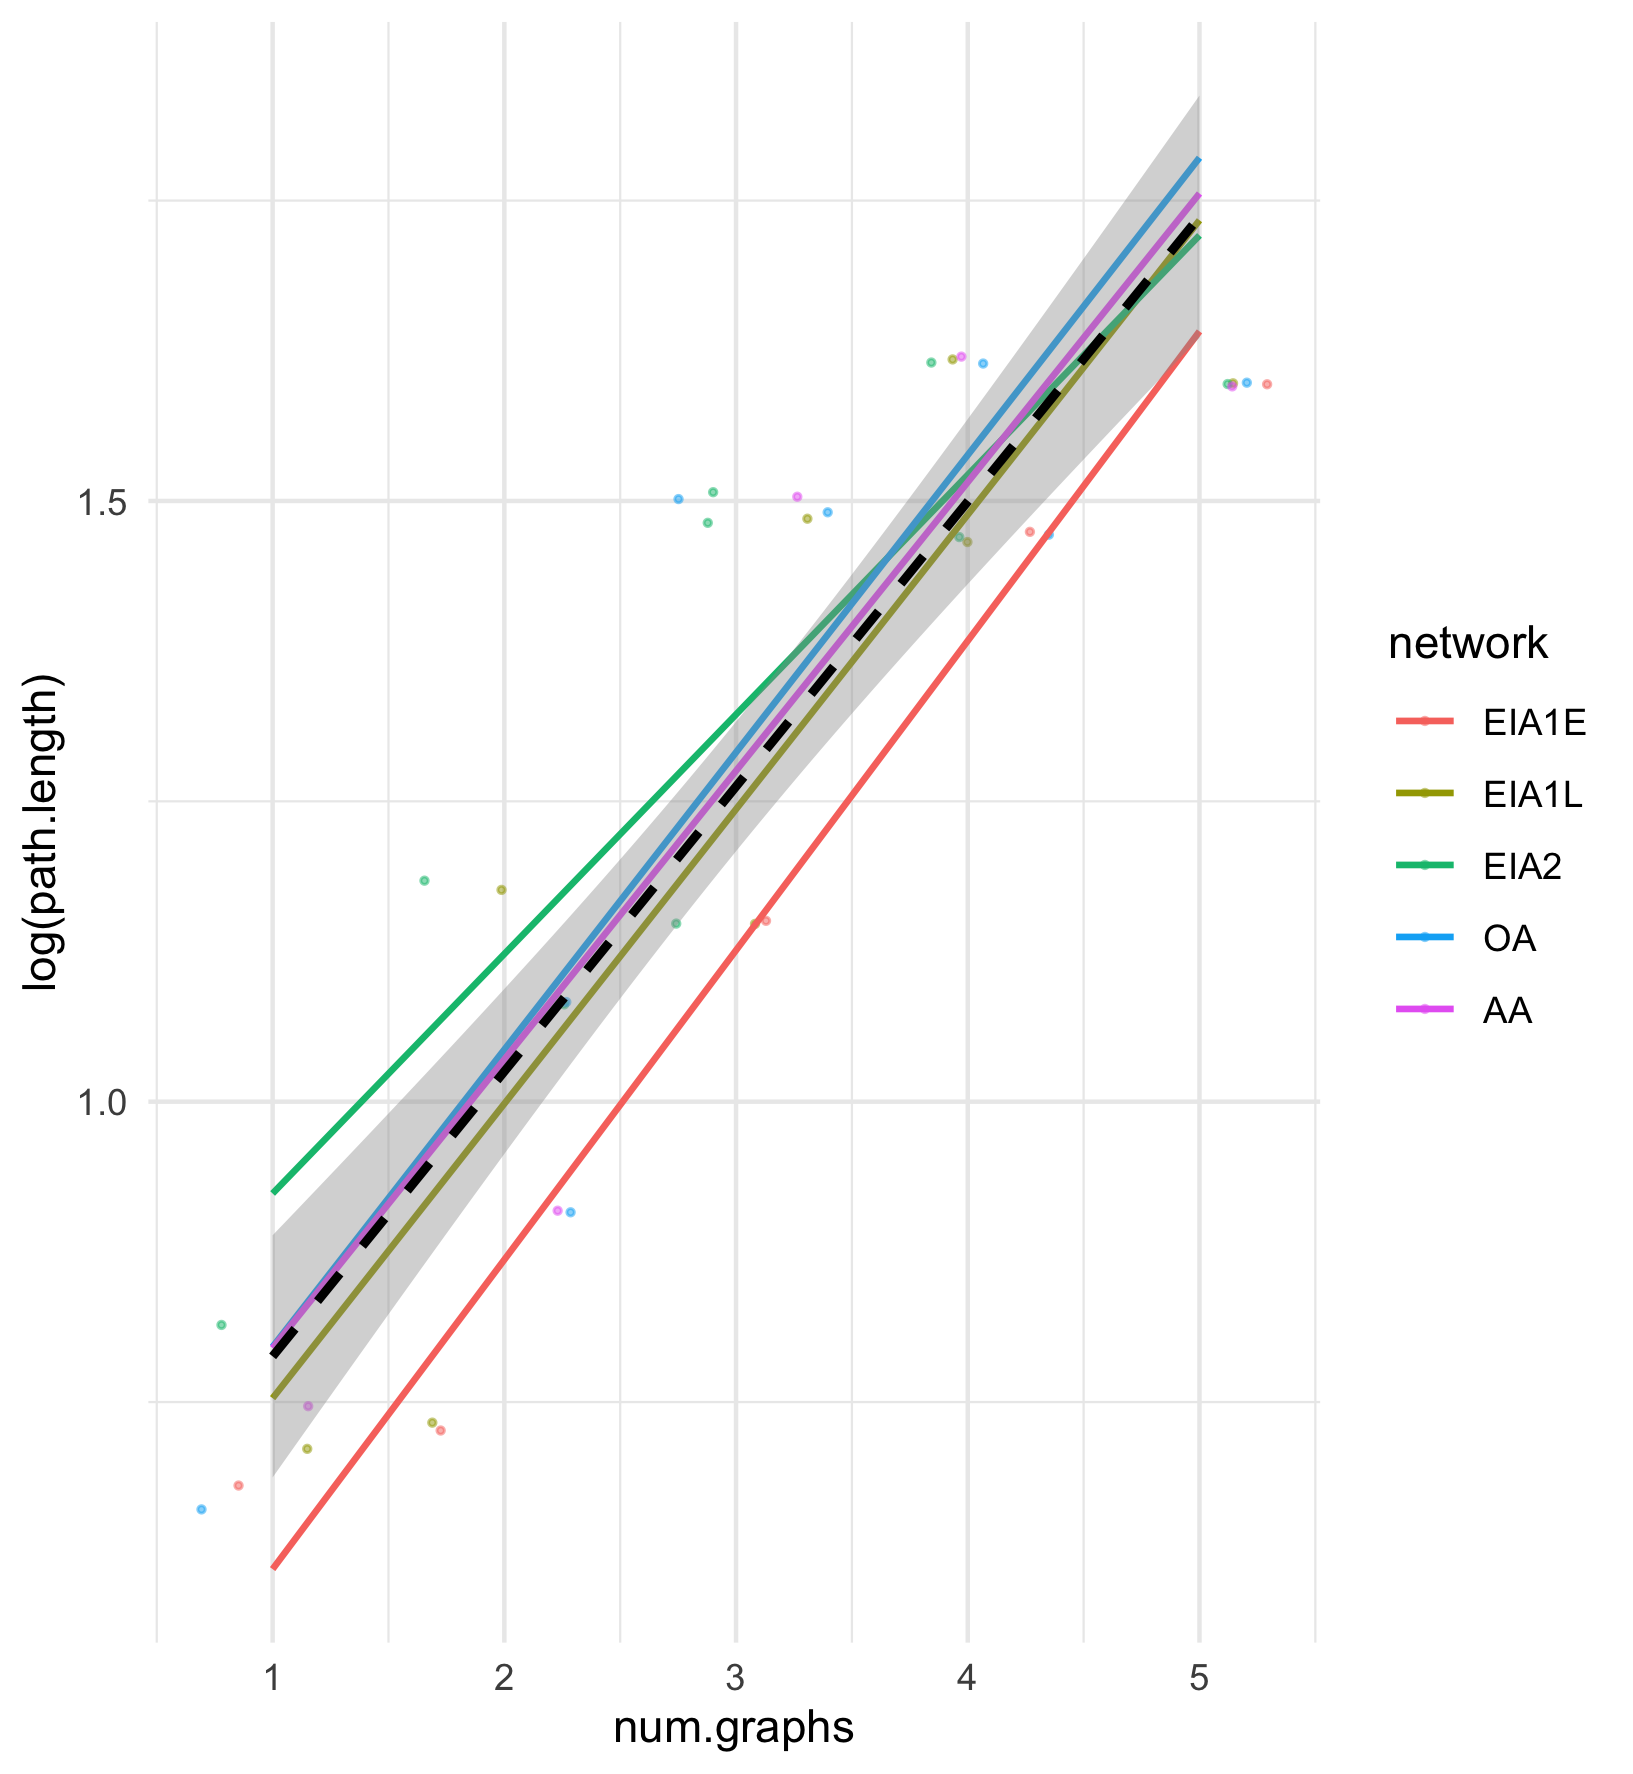 log(path.length)
1.5
1.0
1 2 3 4 5
num.graphs
network
EIA1E
EIA1L
EIA2
OA
AA